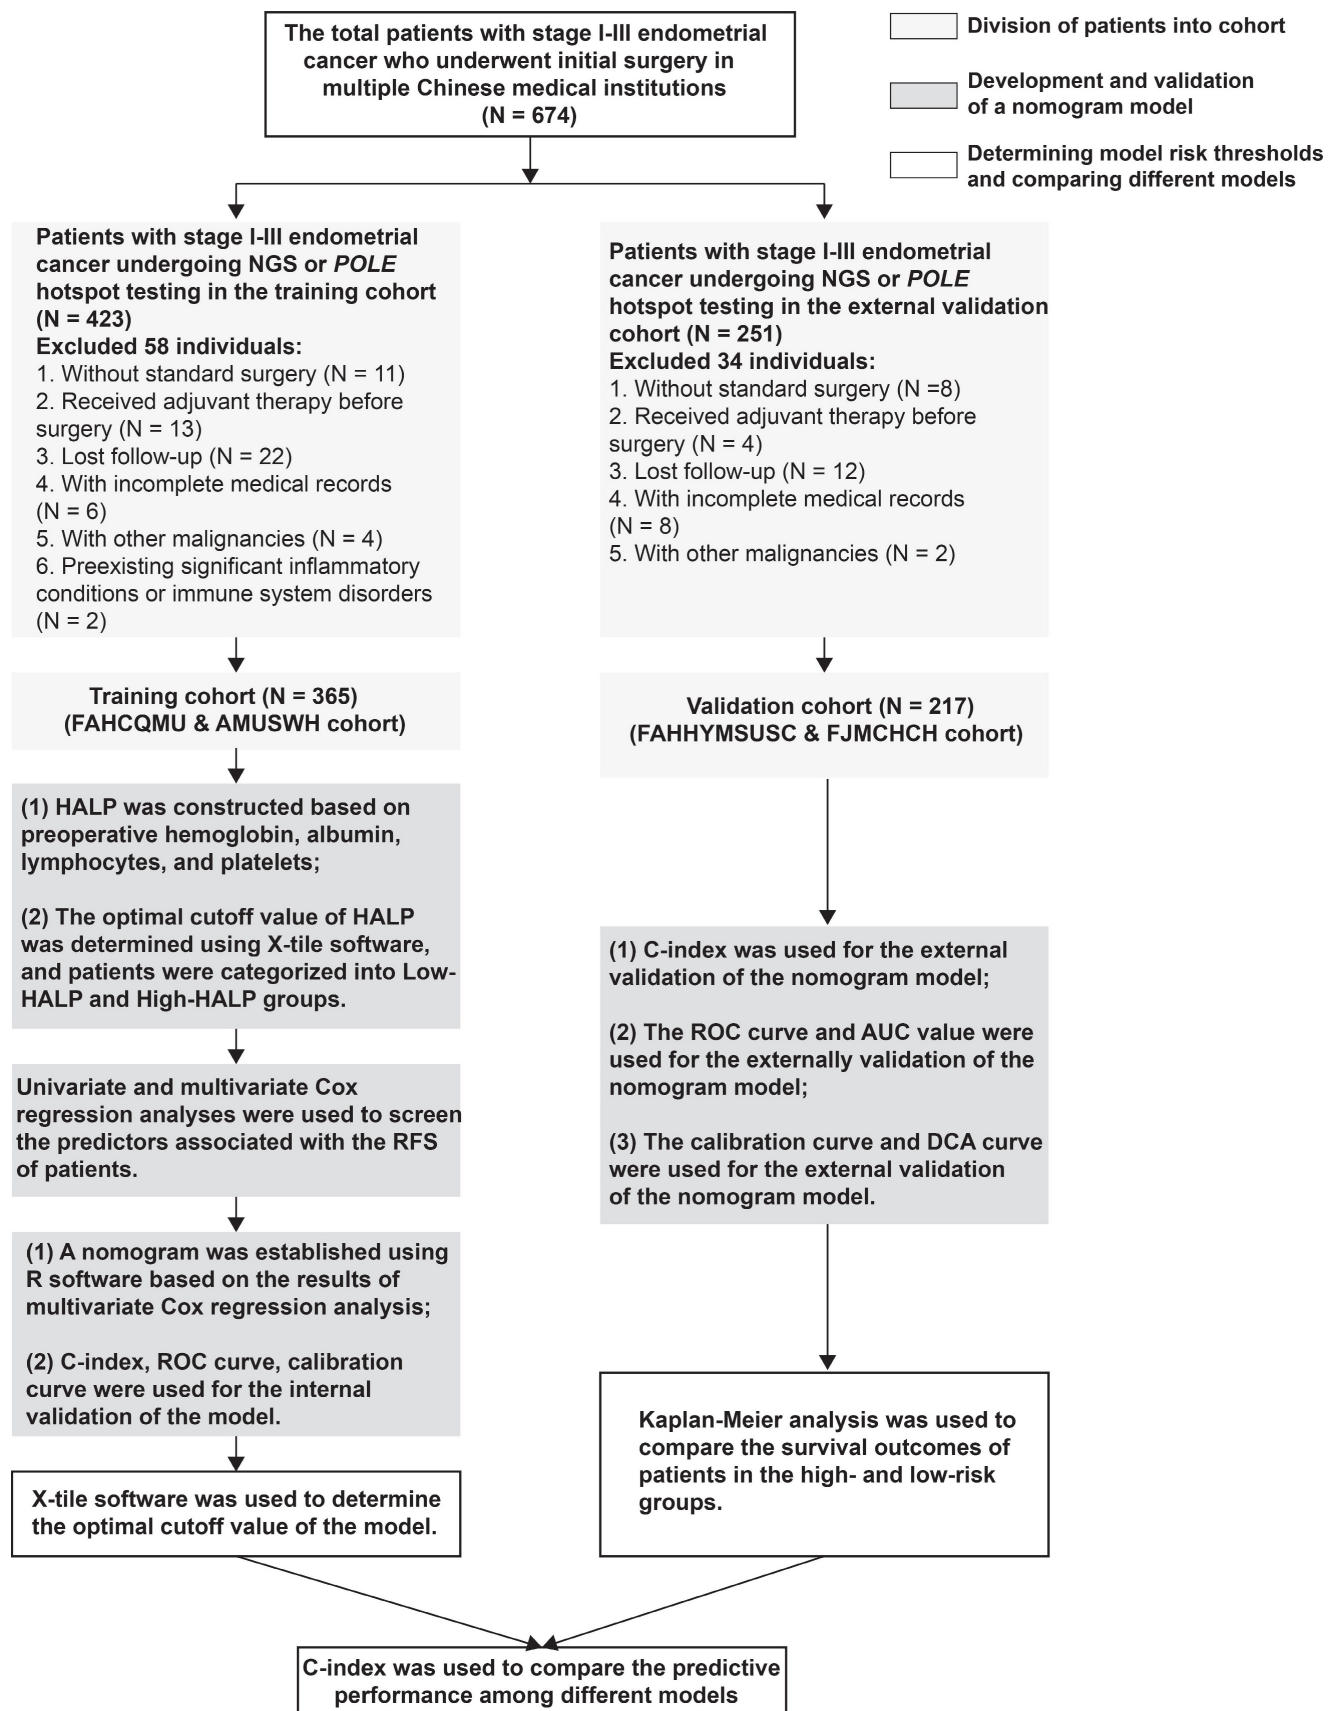 The total patients with stage I-III endometrial
cancer who underwent initial surgery in
multiple Chinese medical institutions
(N = 674)
Division of patients into cohort
Development and validation
of a nomogram model
Determining model risk thresholds
and comparing different models
Patients with stage I-III endometrial
cancer undergoing NGS or POLE
hotspot testing in the training cohort
(N = 423)
Excluded 58 individuals:
1. Without standard surgery (N = 11)
2. Received adjuvant therapy before
surgery (N = 13)
3. Lost follow-up (N = 22)
4. With incomplete medical records
(N = 6)
5. With other malignancies (N = 4)
6. Preexisting significant inflammatory
conditions or immune system disorders
(N = 2)
Patients with stage I-III endometrial
cancer undergoing NGS or POLE
hotspot testing in the external validation
cohort (N = 251)
Excluded 34 individuals:
1. Without standard surgery (N =8)
2. Received adjuvant therapy before
surgery (N = 4)
3. Lost follow-up (N = 12)
4. With incomplete medical records
(N = 8)
5. With other malignancies (N = 2)
Training cohort (N = 365)
(FAHCQMU & AMUSWH cohort)
Validation cohort (N = 217)
(FAHHYMSUSC & FJMCHCH cohort)
(1) HALP was constructed based on
preoperative hemoglobin, albumin,
lymphocytes, and platelets;
(2) The optimal cutoff value of HALP
was determined using X-tile software,
and patients were categorized into Low-
HALP and High-HALP groups.
Univariate and multivariate Cox
regression analyses were used to screen
the predictors associated with the RFS
of patients.
(1) A nomogram was established using
R software based on the results of
multivariate Cox regression analysis;
(2) C-index, ROC curve, calibration
curve were used for the internal
validation of the model.
X-tile software was used to determine
the optimal cutoff value of the model.
(1) C-index was used for the external
validation of the nomogram model;
(2) The ROC curve and AUC value were
used for the externally validation of the
nomogram model;
(3) The calibration curve and DCA curve
were used for the external validation
of the nomogram model.
Kaplan-Meier analysis was used to
compare the survival outcomes of
patients in the high- and low-risk
groups.
C-index was used to compare the predictive
performance among different models